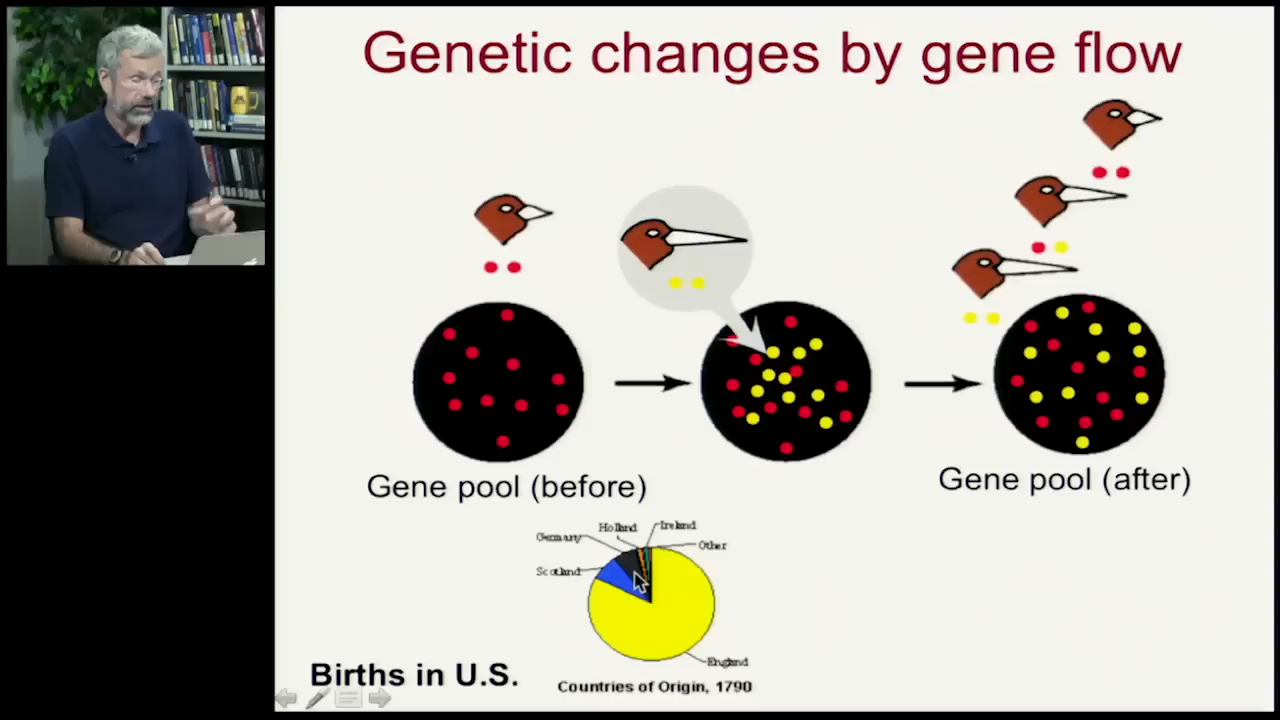 Genetic changes by gene flow
Gene pool (before)
Gene pool (after)
Holland
Ireland
Germany
Other
Scotland
England
Births in U.S.
Countries of Origin, 1790